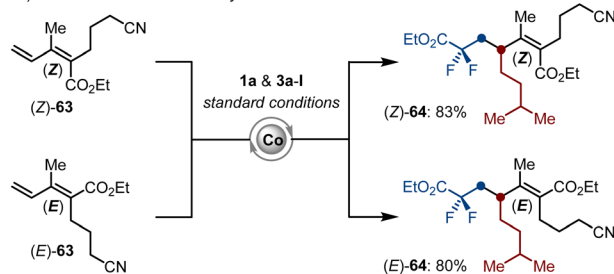 CN
Me
(Z)
CO₂Et
(Z)-63
Me
CO₂Et
(E)
CN
(E)-63
1a & 3a-I
standard conditions
Co
CN
Me
EtO₂C
(Z)
F F
CO₂Et
Me Me
(Z)-64: 83%
Me
EtO₂C
CO₂Et
(E)
F F
CN
Me Me
(E)-64: 80%